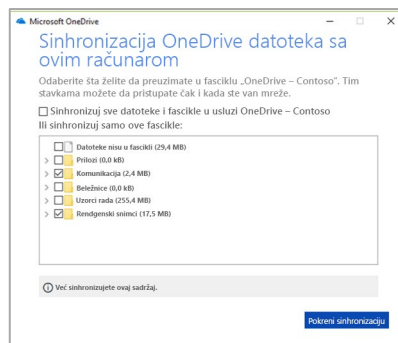 Microsoft OneDrive
Sinhronizacija OneDrive datoteka sa
ovim računarom
Odaberite šta želite da preuzimate u fasciklu „OneDrive – Contoso“. Tim
stavkama možete da pristupate čak i kada ste van mreže.
Sinhronizuj sve datoteke i fascikle u usluzi OneDrive – Contoso
Ili sinhronizuj samo ove fascikle:
Datoteke nisu u fascikli (29,4 MB)
Prilozi (0,0 kB)
Komunikacija (2,4 MB)
Beležnice (0,0 kB)
Uzorci rada (255,4 MB)
Rendgenski snimci (17,5 MB)
Već sinhronizujete ovaj sadržaj.
Pokreni sinhronizaciju